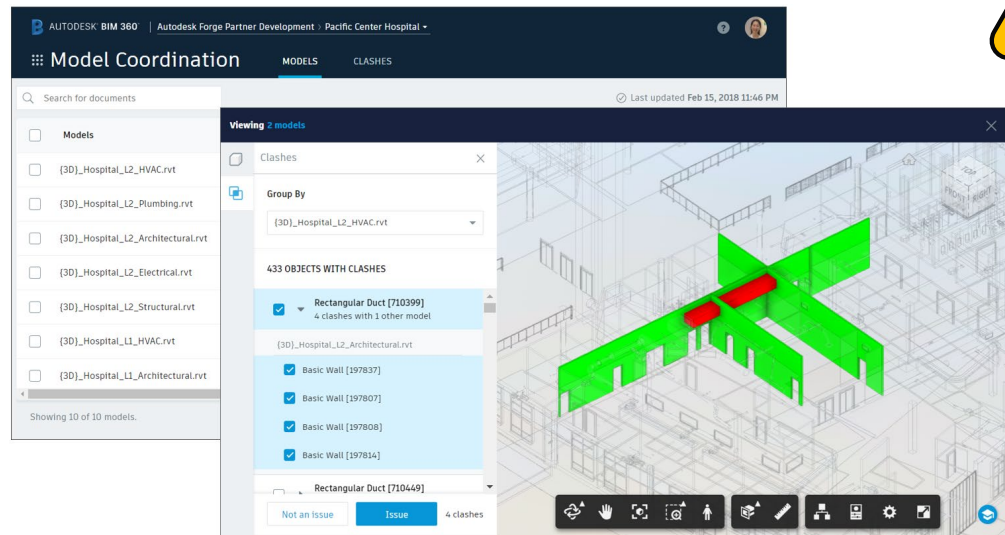 AUTODESK® BIM 360™ | Autodesk Forge Partner Development > Pacific Center Hospital
Model Coordination
MODELS CLASHES
Search for documents
Last updated Feb 15, 2018 11:46 PM
Models
{3D}_Hospital_L2_HVAC.rvt
{3D}_Hospital_L2_Plumbing.rvt
{3D}_Hospital_L2_Architectural.rvt
{3D}_Hospital_L2_Electrical.rvt
{3D}_Hospital_L2_Structural.rvt
{3D}_Hospital_L1_HVAC.rvt
{3D}_Hospital_L1_Architectural.rvt
Showing 10 of 10 models.
Viewing 2 models
Clashes
Group By
{3D}_Hospital_L2_HVAC.rvt
433 OBJECTS WITH CLASHES
Rectangular Duct [710399]
4 clashes with 1 other model
{3D}_Hospital_L2_Architectural.rvt
Basic Wall [197837]
Basic Wall [197807]
Basic Wall [197808]
Basic Wall [197814]
Rectangular Duct [710449]
Not an issue Issue 4 clashes
TOP
FRONT RIGHT